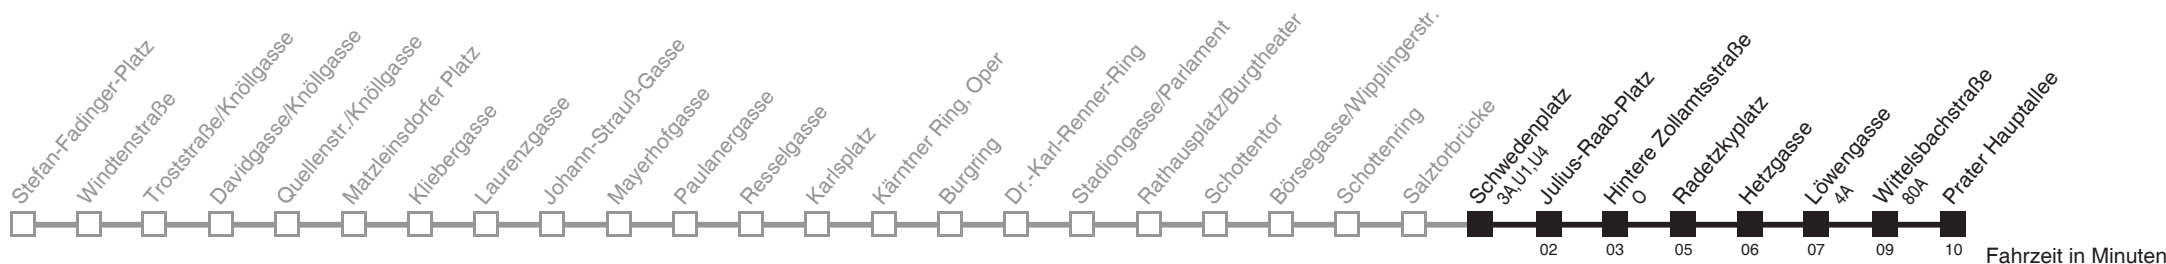 Stefan-Fadinger-Platz
Windtenstraße
Troststraße/Knöllgasse
Davidgasse/Knöllgasse
Quellenstr./Knöllgasse
Matzleinsdorfer Platz
Kliebergasse
Laurenzgasse
Johann-Strauß-Gasse
Mayerhofgasse
Paulanergasse
Resselgasse
Karlsplatz
Kärntner Ring, Oper
Burgring
Dr.-Karl-Renner-Ring
Stadiongasse/Parlament
Rathausplatz/Burgtheater
Schottentor
Börsegasse/Wipplingerstr.
Schottenring
Salztorbrücke
Schwedenplatz
3A,U1,U4
Julius-Raab-Platz
Hintere Zollamtsstraße
O
Radetzkyplatz
Hetzgasse
Löwengasse
4A
Wittelsbachstraße
80A
Prater Hauptallee
02 03 05 06 07 09 10 Fahrzeit in Minuten